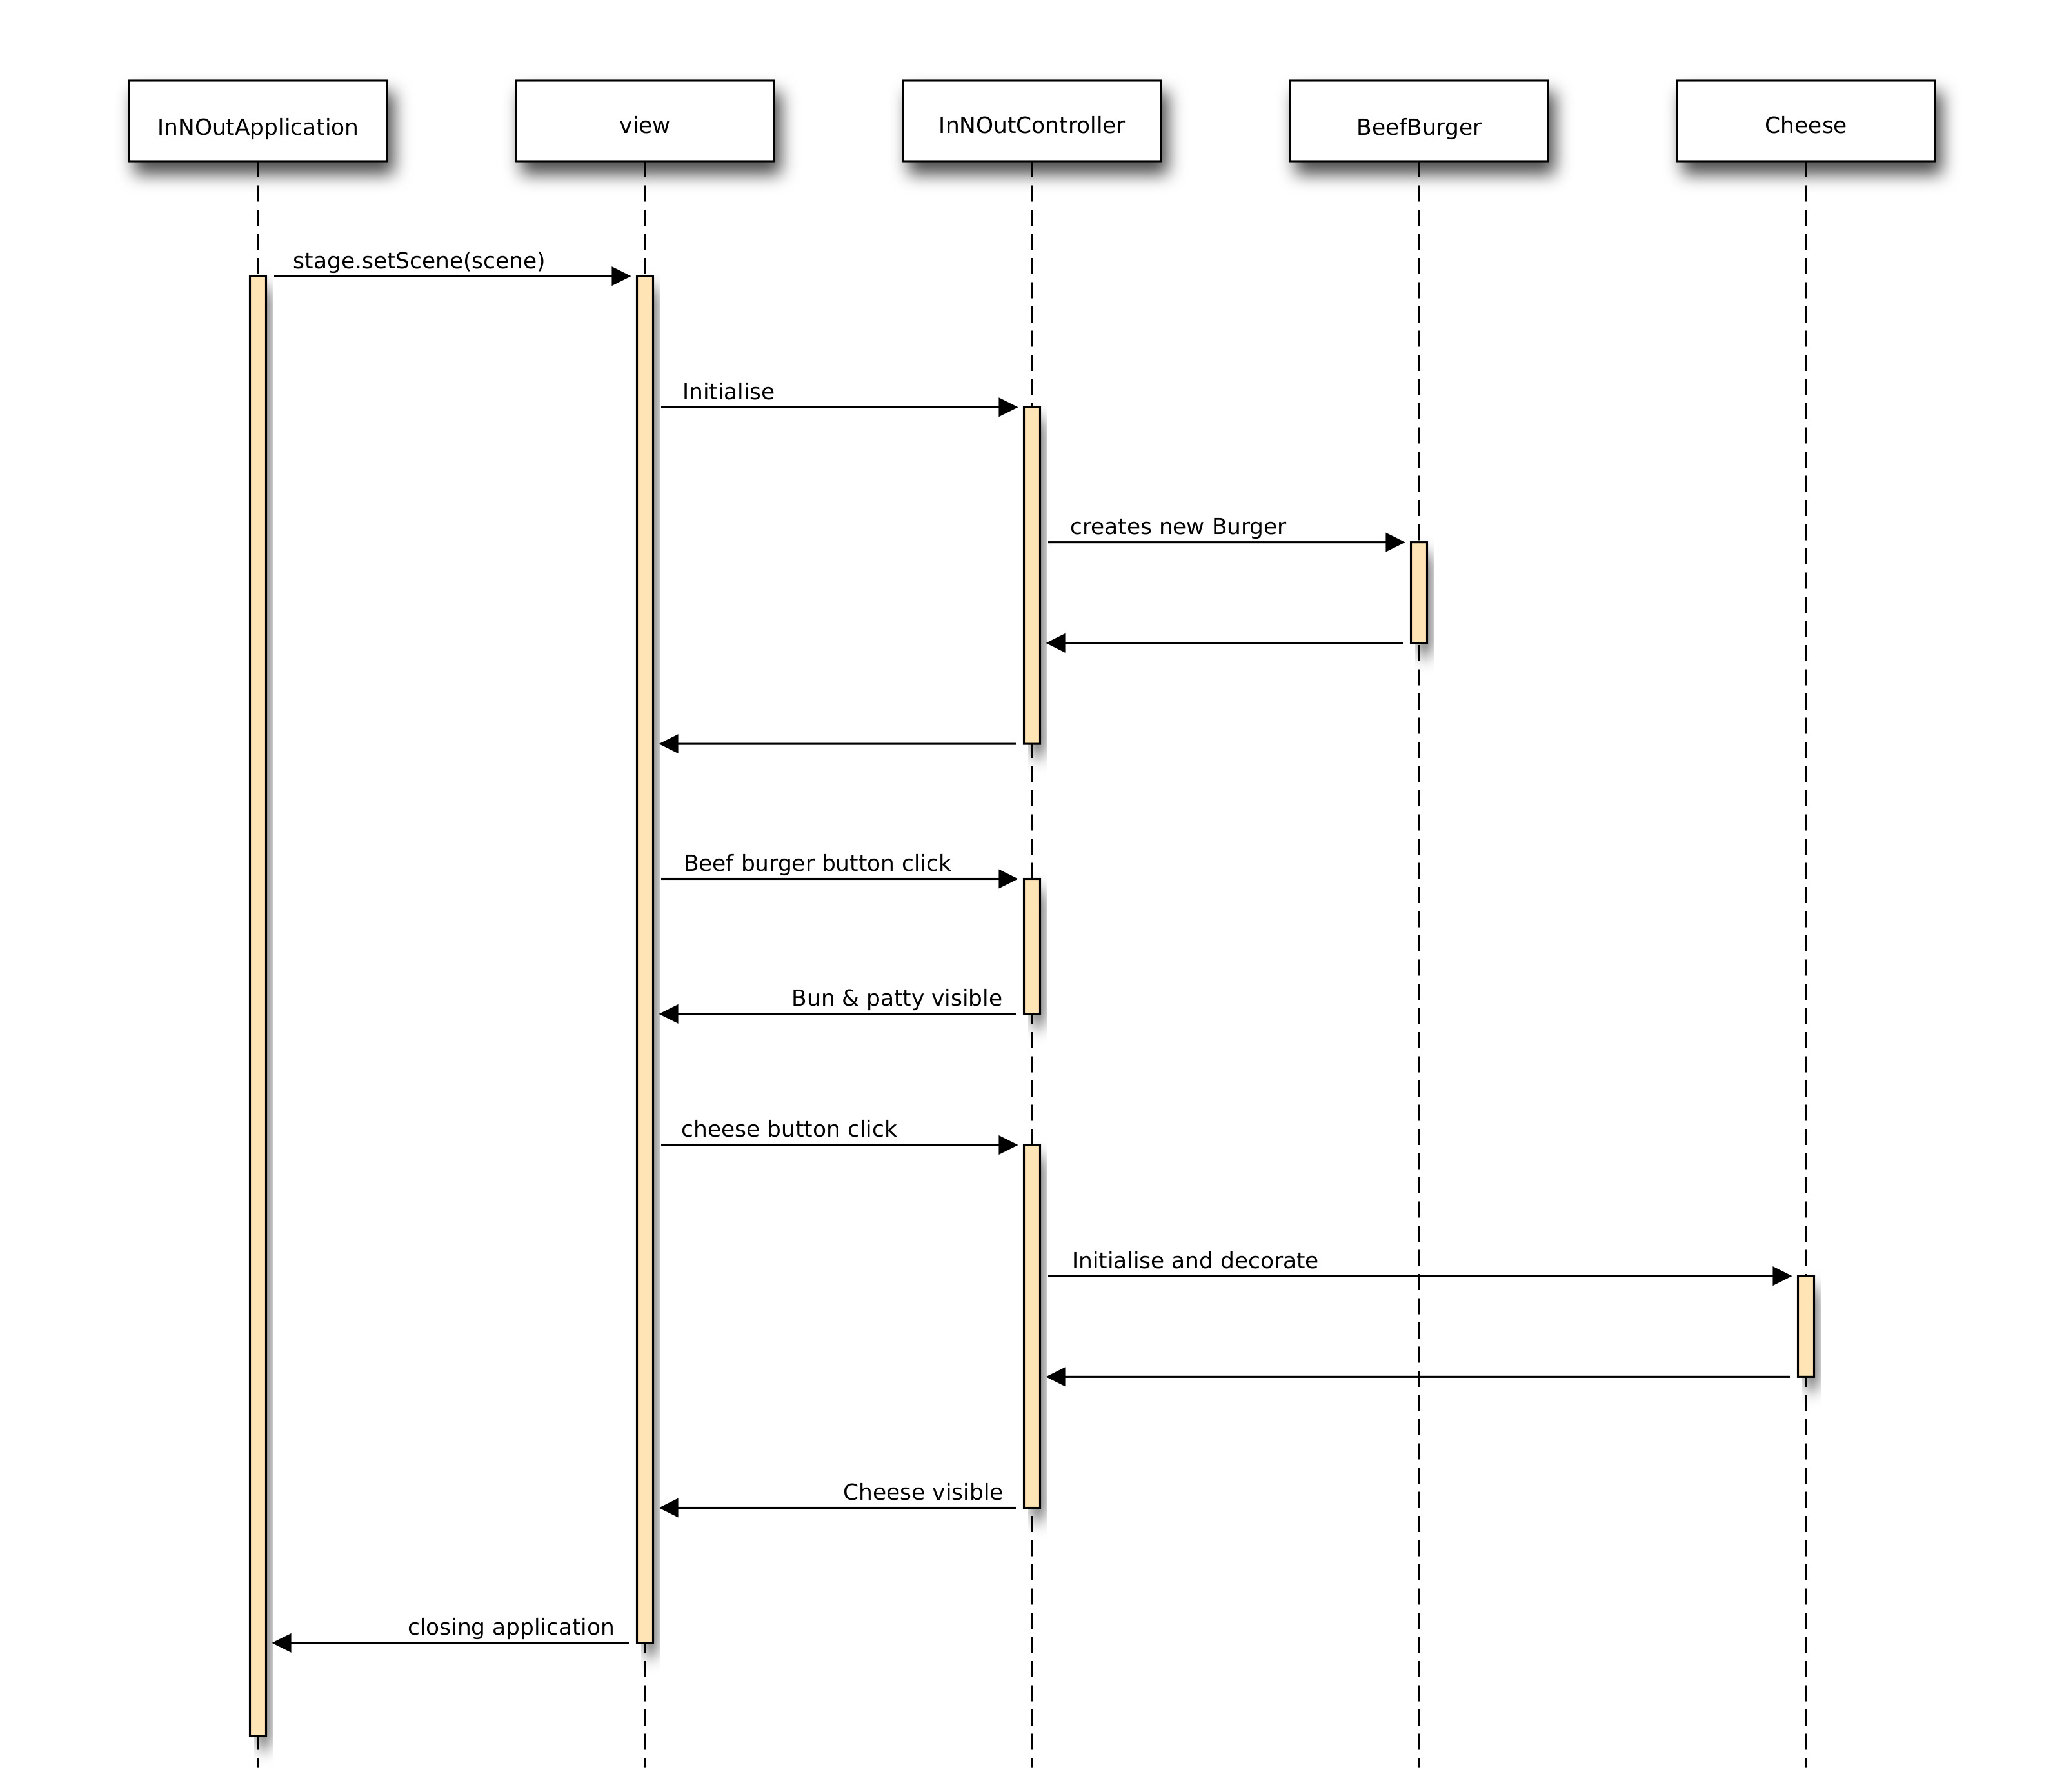 InNOutApplication
view
InNOutController
BeefBurger
Cheese
stage.setScene(scene)
Initialise
creates new Burger
Beef burger button click
Bun & patty visible
cheese button click
Initialise and decorate
Cheese visible
closing application